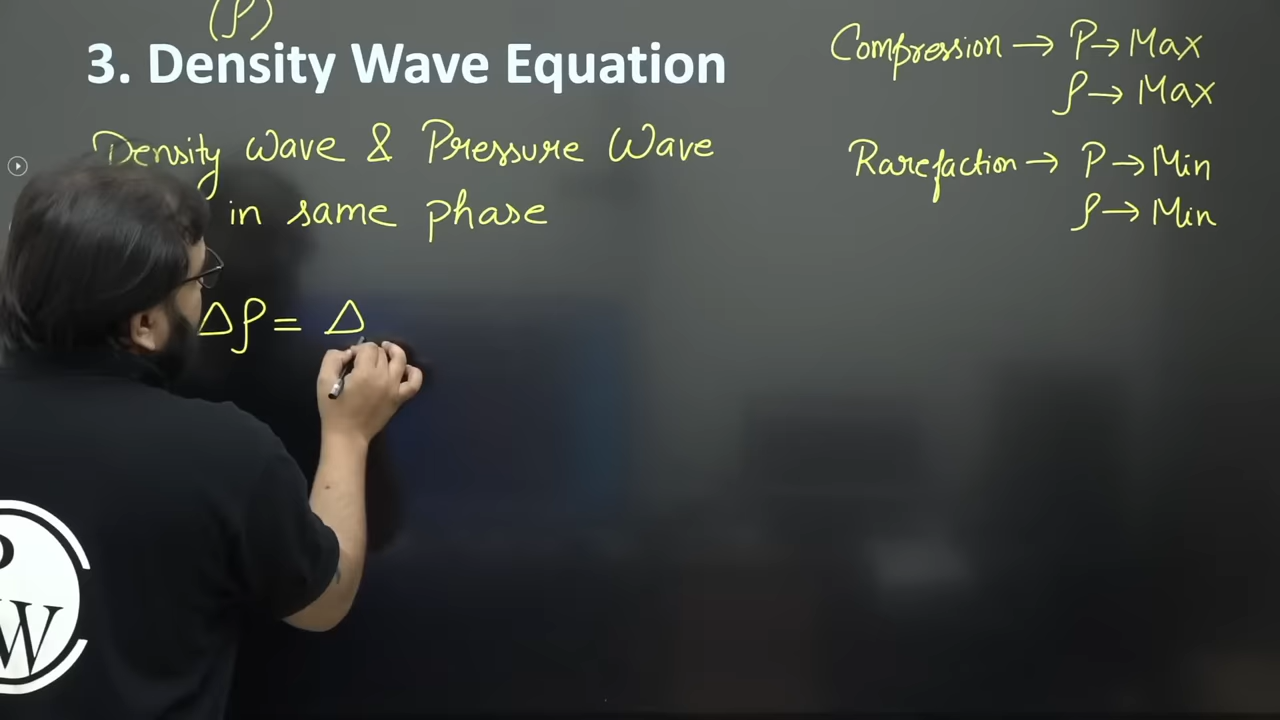 (ρ)
3. Density Wave Equation
Density Wave & Pressure Wave
in same phase
Δρ = Δ
Compression → P → Max
ρ → Max
Rarefaction → P → Min
ρ → Min
P
W